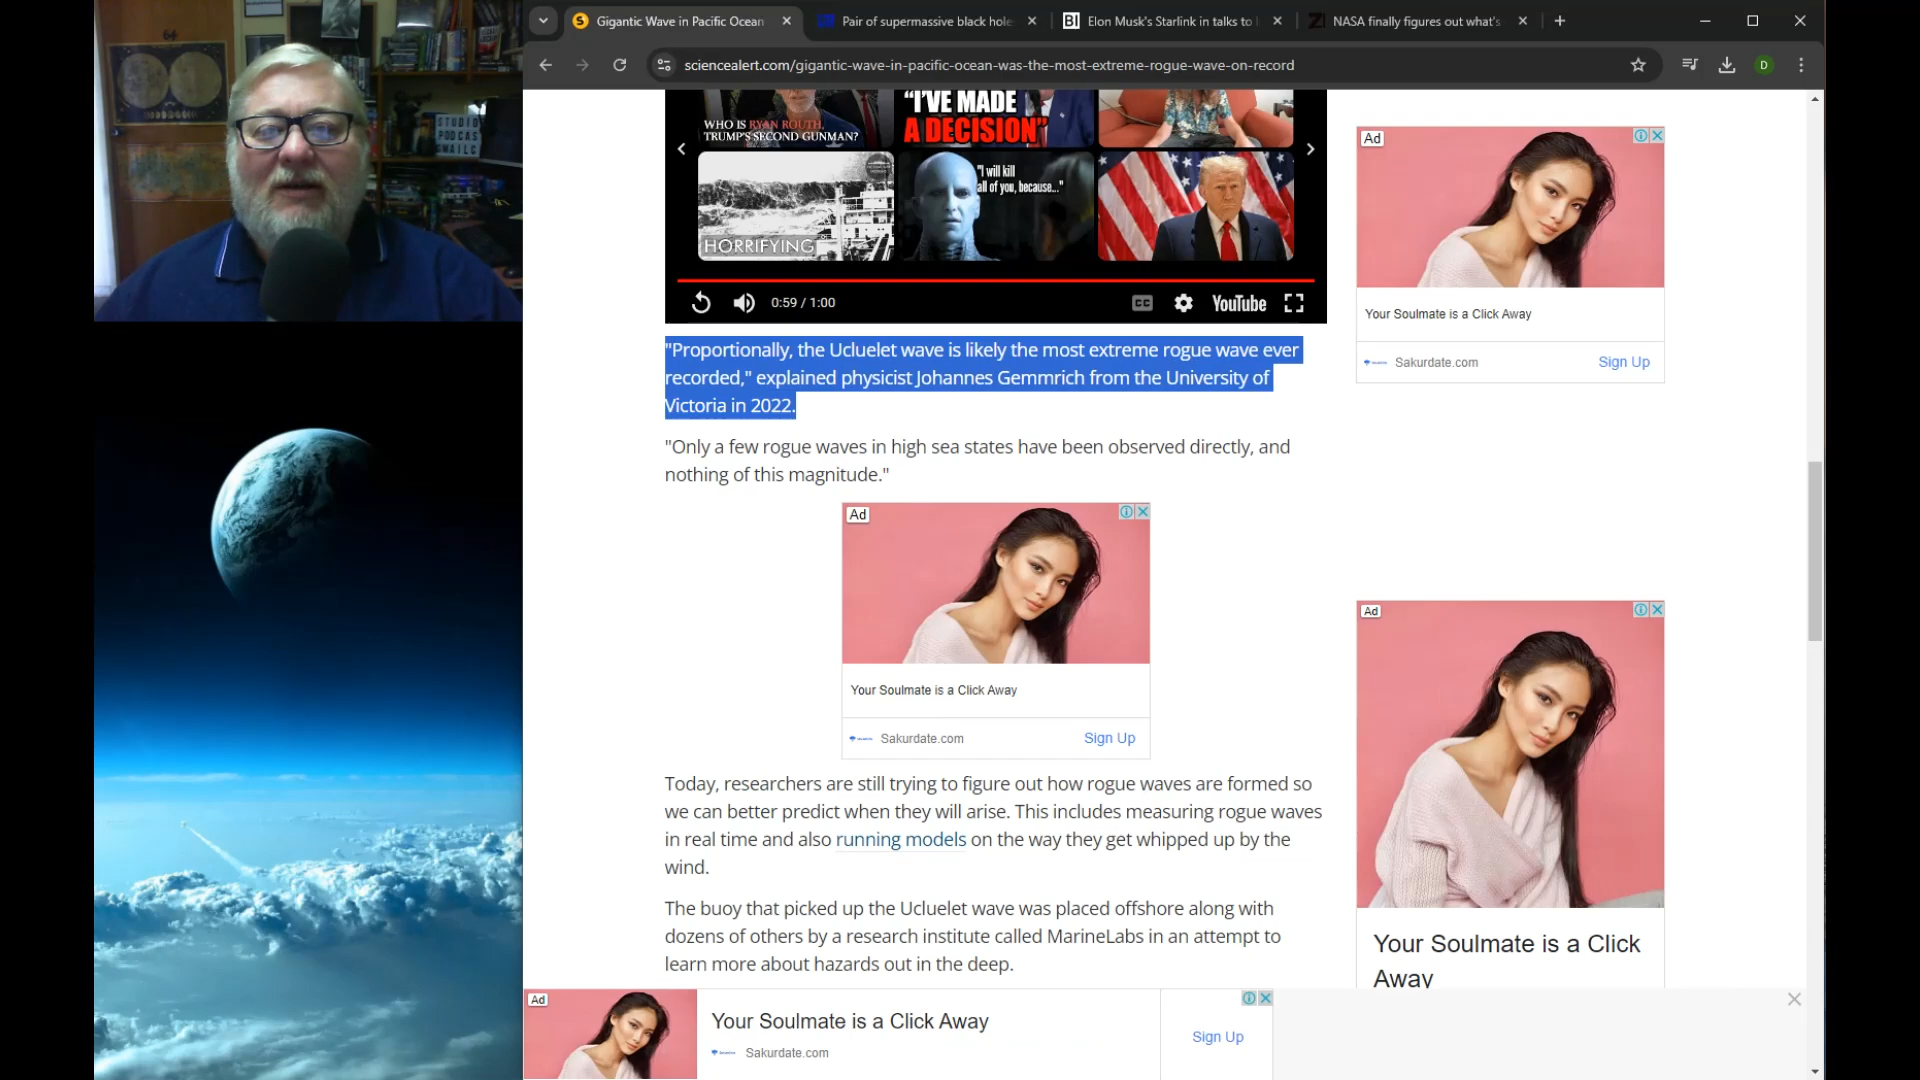 64
STUDIO
PODCAS
SWAILC
Gigantic Wave in Pacific Ocean
Pair of supermassive black hole
BI
Elon Musk's Starlink in talks to
NASA finally figures out what's
sciencealert.com/gigantic-wave-in-pacific-ocean-was-the-most-extreme-rogue-wave-on-record
D
WHO IS RYAN ROUTH,
TRUMP'S SECOND GUNMAN?
"I'VE MADE
A DECISION"
HORRIFYING
"I will kill
all of you, because..."
0:59 / 1:00
CC
YouTube
"Proportionally, the Ucluelet wave is likely the most extreme rogue wave ever
recorded," explained physicist Johannes Gemmrich from the University of
Victoria in 2022.
"Only a few rogue waves in high sea states have been observed directly, and
nothing of this magnitude."
Ad
Your Soulmate is a Click Away
Sakurdate.com
Sign Up
Today, researchers are still trying to figure out how rogue waves are formed so
we can better predict when they will arise. This includes measuring rogue waves
in real time and also running models on the way they get whipped up by the
wind.
The buoy that picked up the Ucluelet wave was placed offshore along with
dozens of others by a research institute called MarineLabs in an attempt to
learn more about hazards out in the deep.
Ad
Your Soulmate is a Click Away
Sakurdate.com
Sign Up
Ad
Your Soulmate is a Click Away
Sakurdate.com
Sign Up
Ad
Your Soulmate is a Click
Away